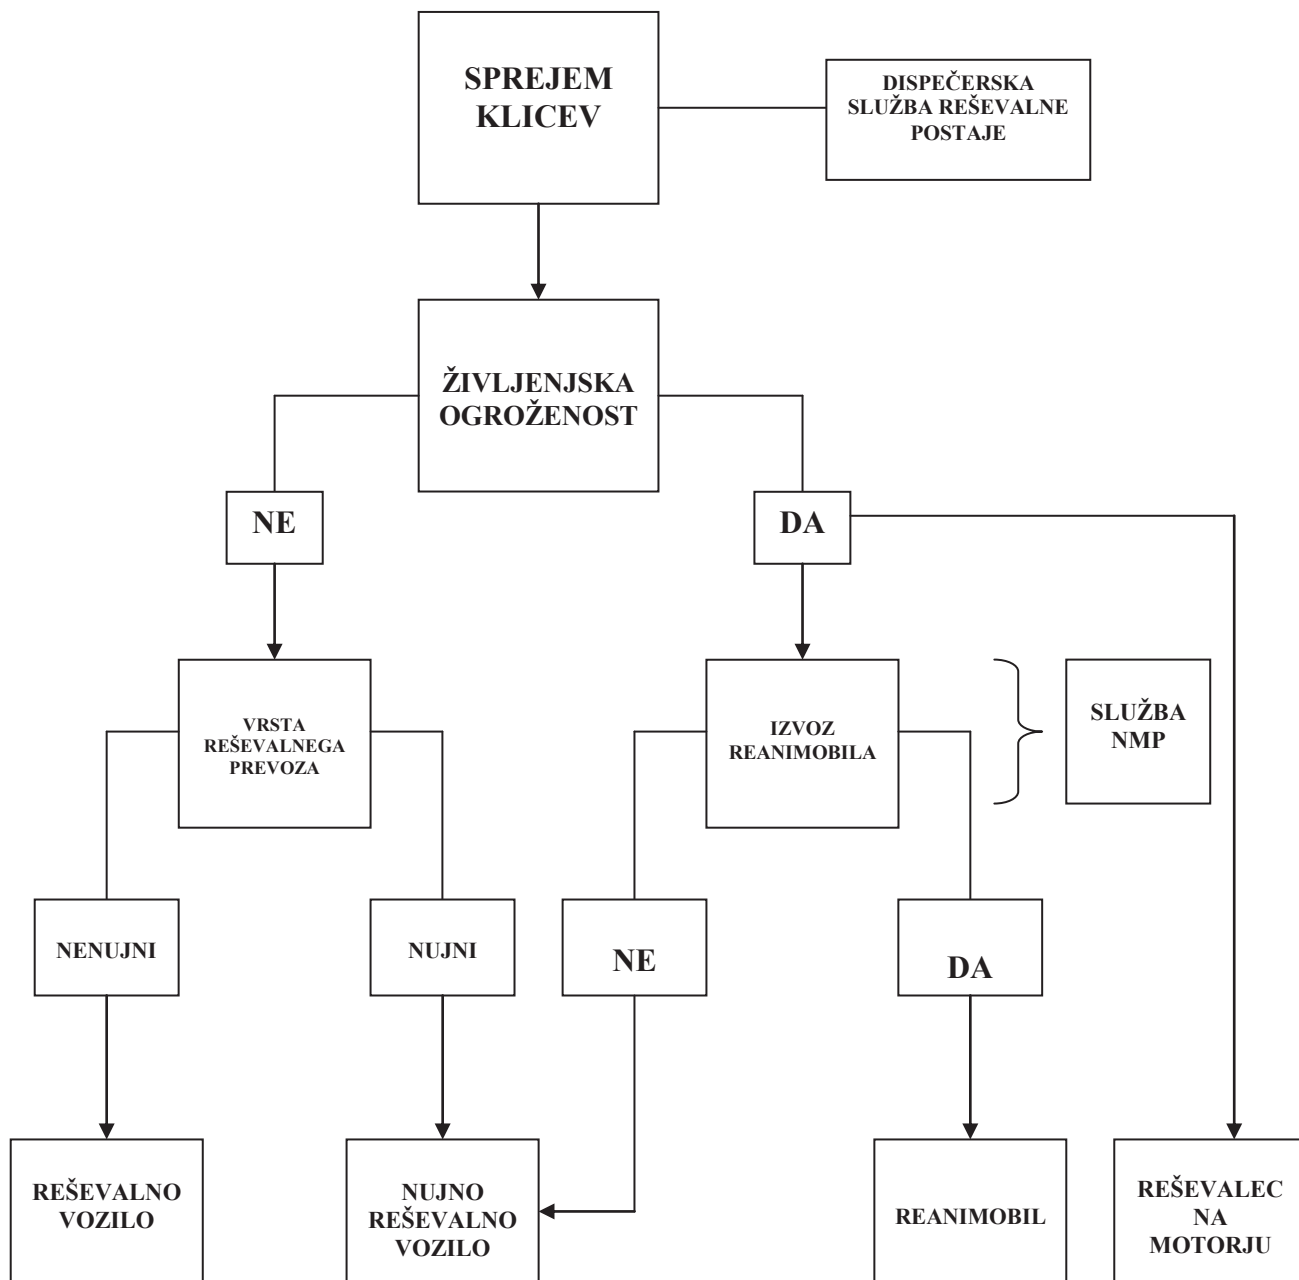 SPREJEM
KLICEV
DISPEČERSKA
SLUŽBA REŠEVALNE
POSTAJE
ŽIVLJENJSKA
OGROŽENOST
NE
DA
VRSTA
REŠEVALNEGA
PREVOZA
IZVOZ
REANIMOBILA
SLUŽBA
NMP
NENUJNI
NUJNI
NE
DA
REŠEVALNO
VOZILO
NUJNO
REŠEVALNO
VOZILO
REANIMOBIL
REŠEVALEC
NA
MOTORJU